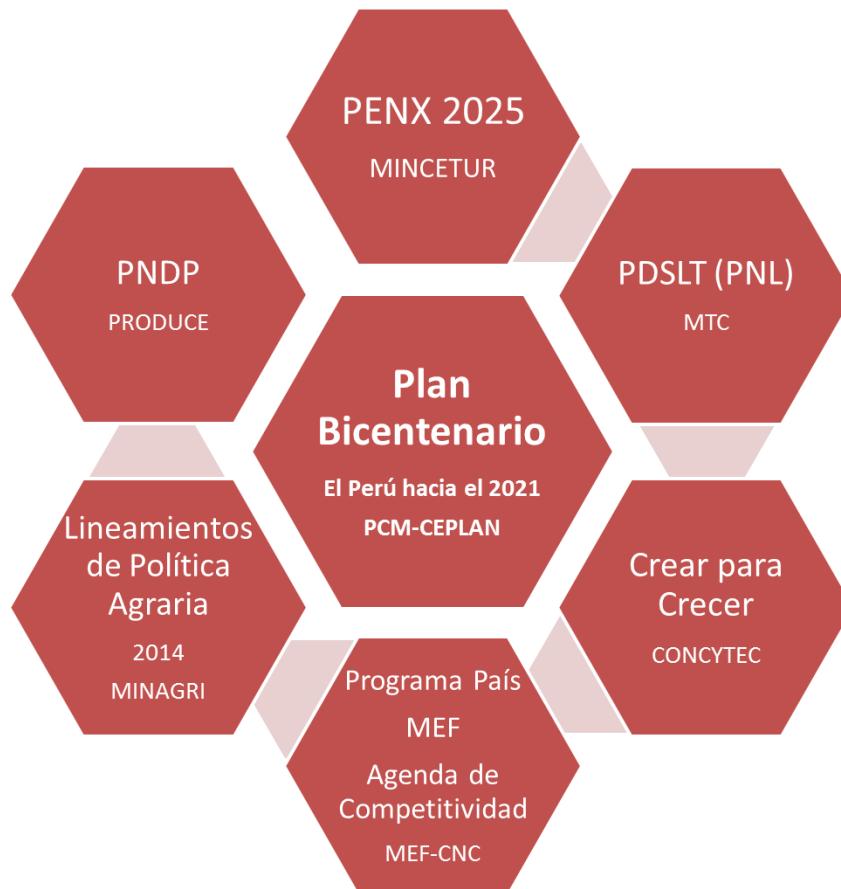 PENX 2025
MINCETUR
PDSLT (PNL)
MTC
Crear para
Crecer
CONCYTEC
Programa País
MEF
Agenda de
Competitividad
MEF-CNC
Lineamientos
de Política
Agraria
2014
MINAGRI
PNDP
PRODUCE
Plan
Bicentenario
El Perú hacia el 2021
PCM-CEPLAN